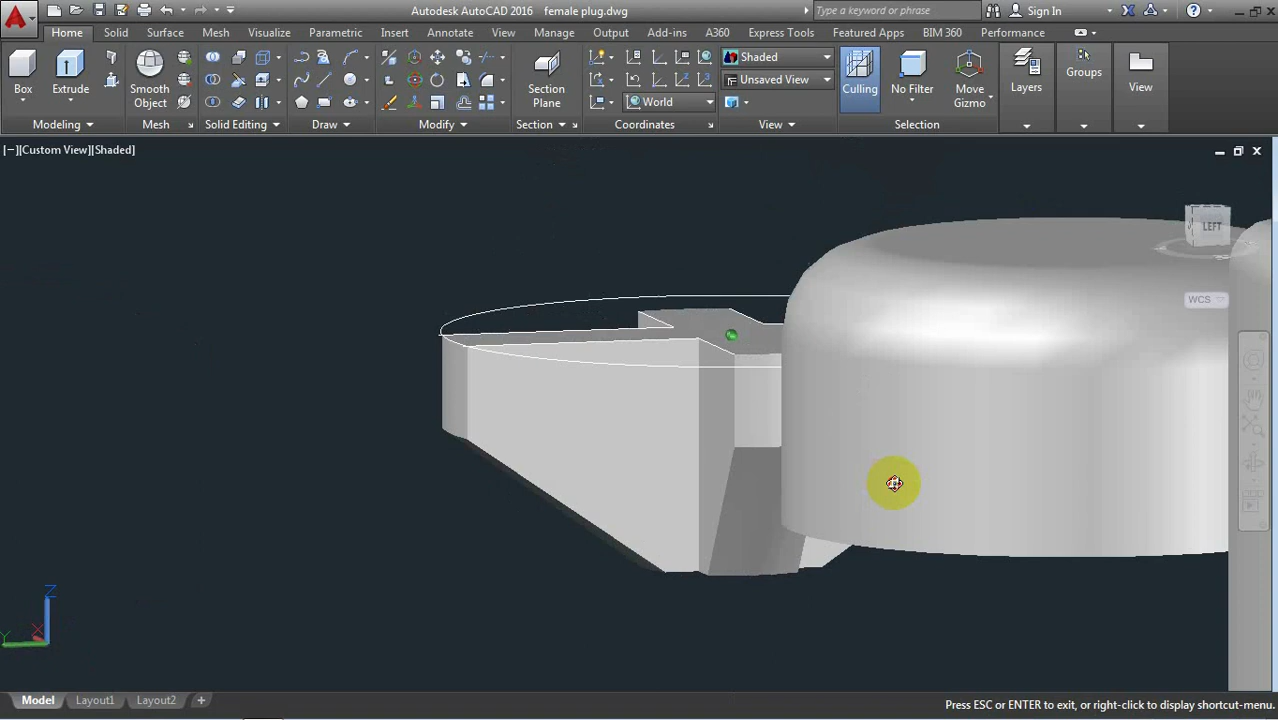 Autodesk AutoCAD 2016 female plug.dwg
Type a keyword or phrase
Sign In
Home Solid Surface Mesh Visualize Parametric Insert Annotate View Manage Output Add-ins A360 Express Tools Featured Apps BIM 360 Performance
Box
Extrude
Smooth
Object
Section
Plane
Shaded
Unsaved View
World
Culling
No Filter
Move
Gizmo
Layers
Groups
View
Modeling Mesh Solid Editing Draw Modify Section Coordinates View Selection
[−][Custom View][Shaded]
LEFT
WCS
Z
X
Y
Model Layout1 Layout2 +
Press ESC or ENTER to exit, or right-click to display shortcut-menu.